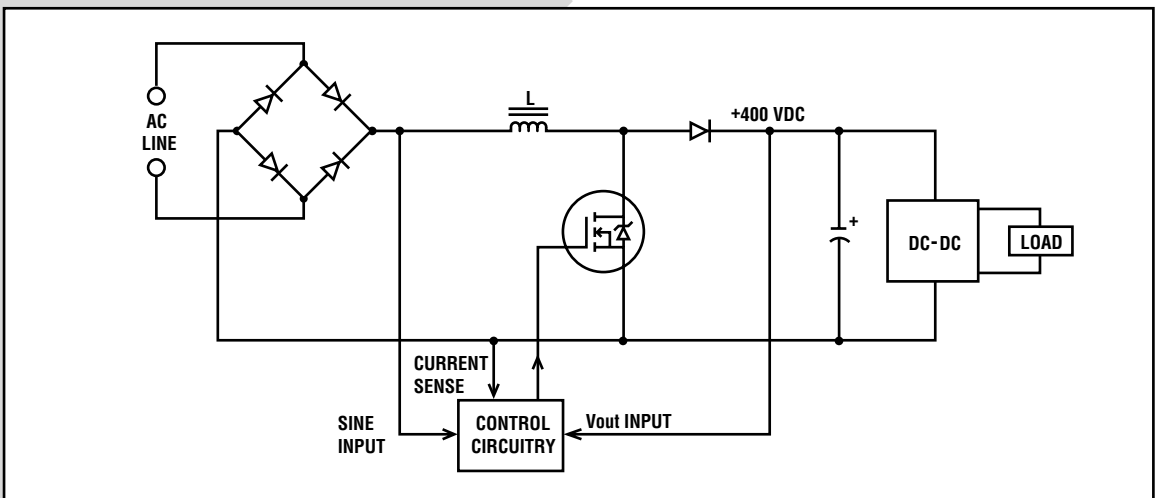 L
+400 VDC
AC
LINE
+
DC-DC
LOAD
CURRENT
SENSE
SINE
INPUT
CONTROL
CIRCUITRY
Vout INPUT